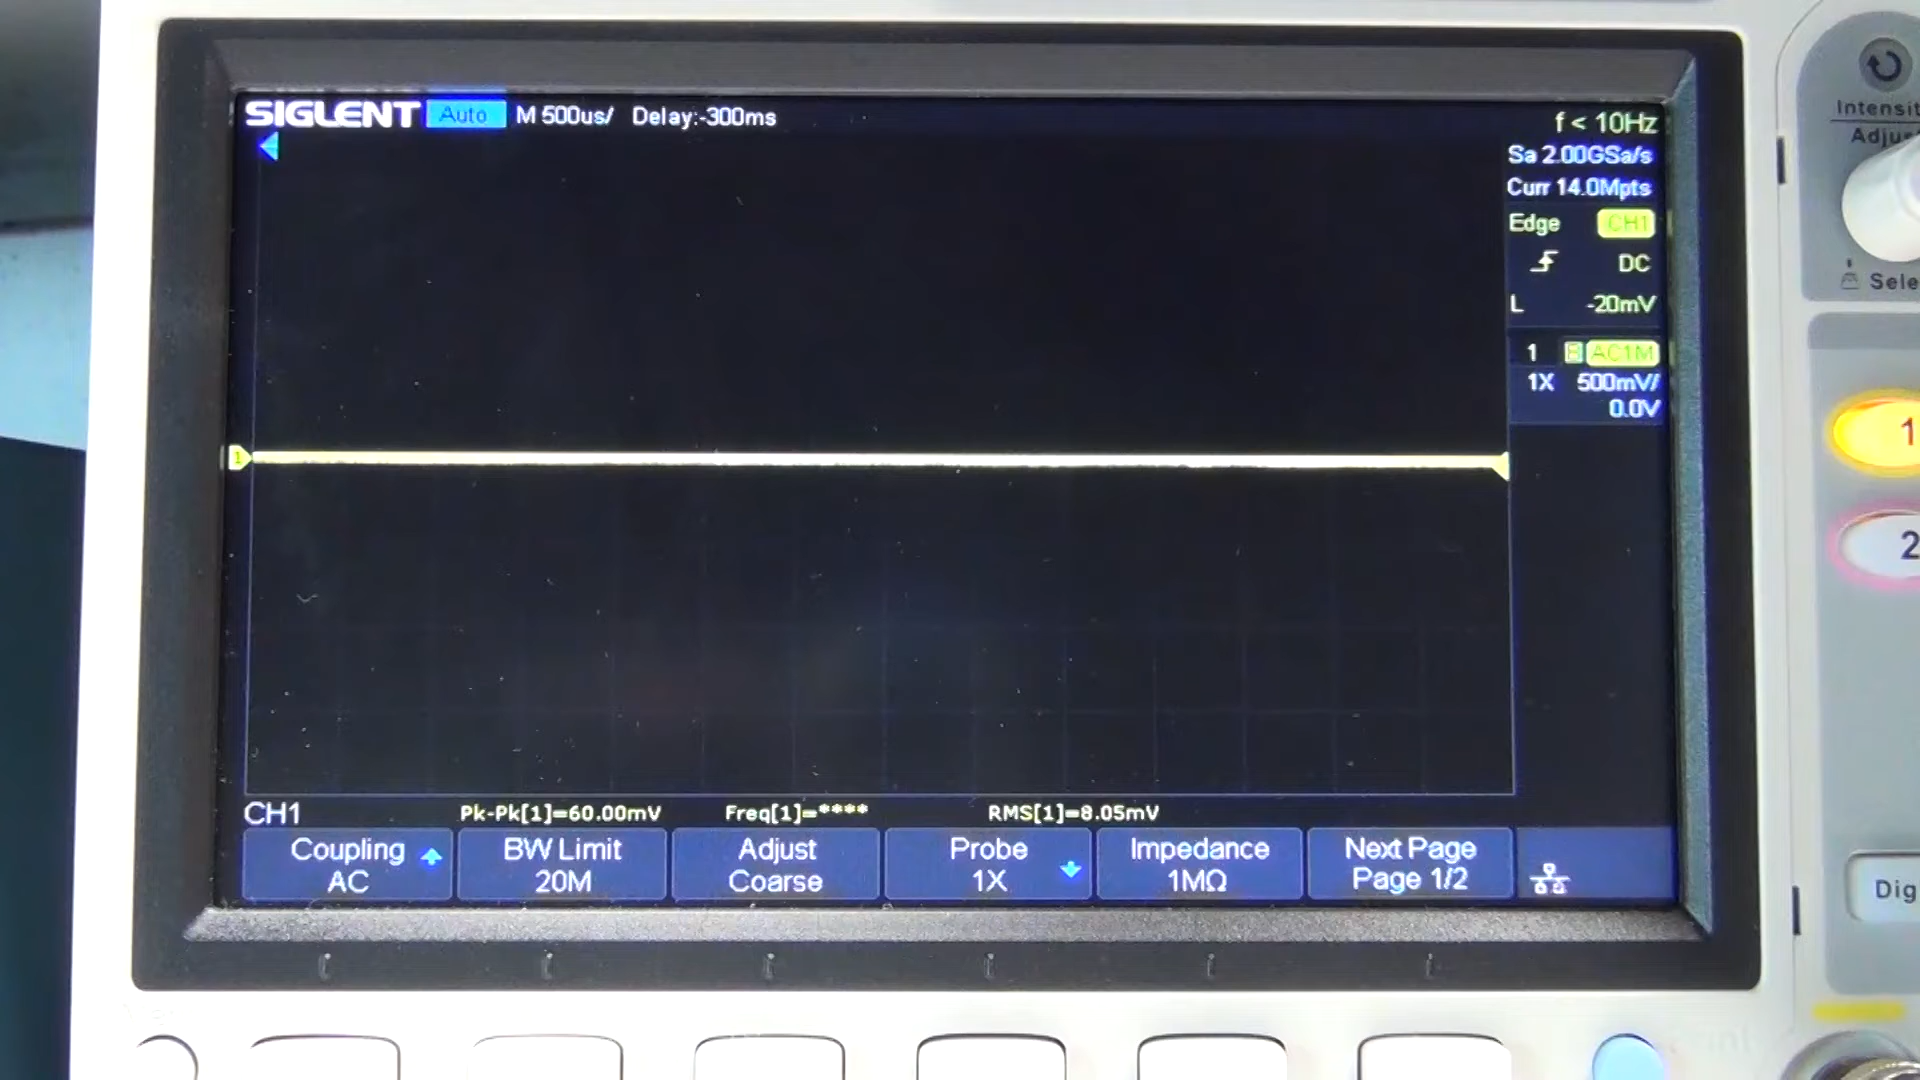 SIGLENT Auto M 500us/ Delay:-300ms
f < 10Hz
Sa 2.00GSa/s
Curr 14.0Mpts
Edge CH1
DC
L -20mV
1 B AC1M
1X 500mV/
0.0V
1
CH1 Pk-Pk[1]=60.00mV Freq[1]=**** RMS[1]=8.05mV
Coupling
AC
BW Limit
20M
Adjust
Coarse
Probe
1X
Impedance
1MΩ
Next Page
Page 1/2
Intensit
Adjus
Sele
1
2
Dig